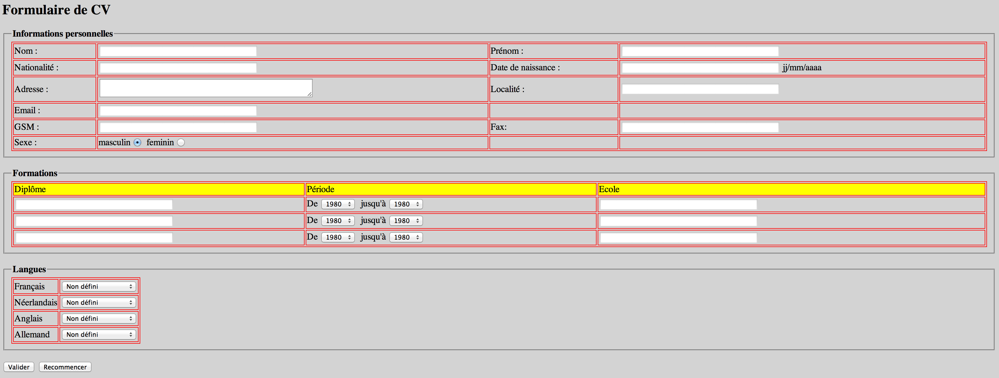 Formulaire de CV
Informations personnelles
Nom : Prénom :
Nationalité : Date de naissance : jj/mm/aaaa
Adresse : Localité :
Email :
GSM : Fax:
Sexe : masculin feminin
Formations
Diplôme Période Ecole
De 1980 jusqu'à 1980
De 1980 jusqu'à 1980
De 1980 jusqu'à 1980
Langues
Français Non défini
Néerlandais Non défini
Anglais Non défini
Allemand Non défini
Valider Recommencer